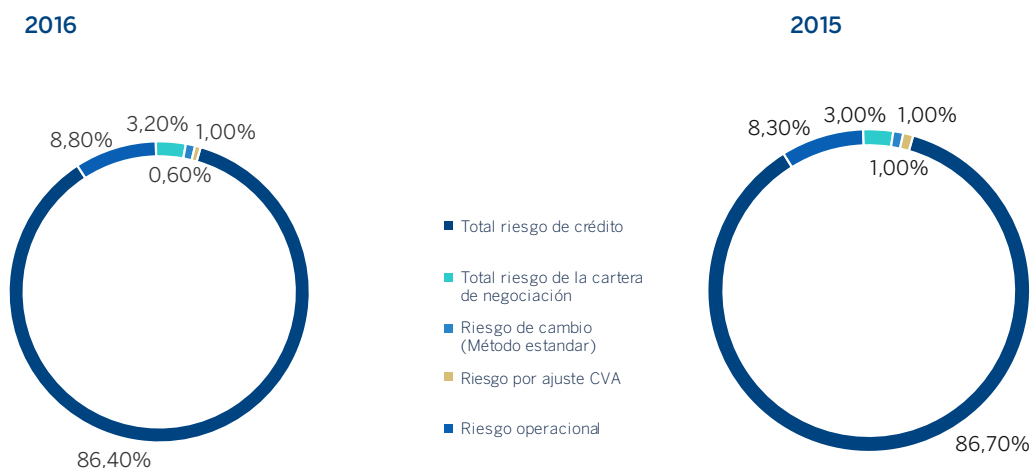 2016
8,80%
3,20%
1,00%
0,60%
86,40%
Total riesgo de crédito
Total riesgo de la cartera
de negociación
Riesgo de cambio
(Método estandar)
Riesgo por ajuste CVA
Riesgo operacional
2015
8,30%
3,00%
1,00%
1,00%
86,70%